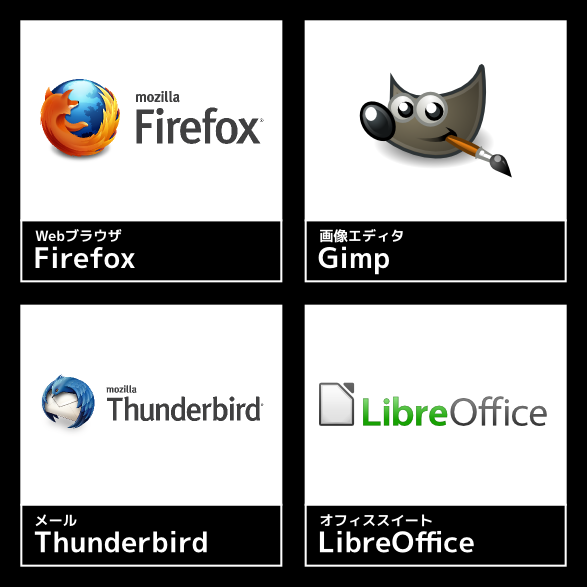 mozilla
Firefox
Webブラウザ
Firefox
画像エディタ
Gimp
mozilla
Thunderbird
メール
Thunderbird
LibreOffice
オフィススイート
LibreOffice